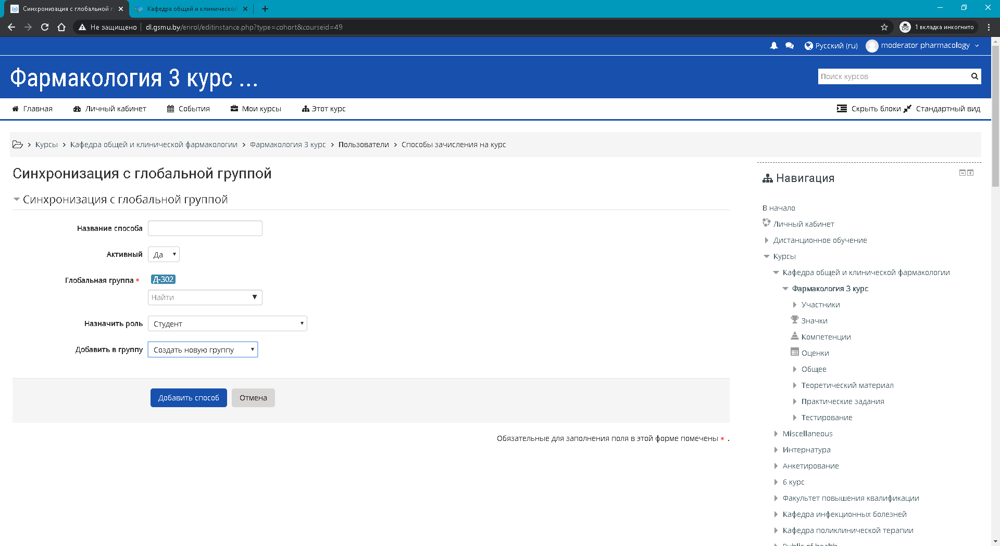 Синхронизация с глобальной г
Кафедра общей и клинической
Не защищено
dl.gsmu.by/enrol/editinstance.php?type=cohort&courseid=49
1 вкладка инкогнито
Русский (ru)
moderator pharmacology
Фармакология 3 курс ...
Поиск курсов
Главная
Личный кабинет
События
Мои курсы
Этот курс
Скрыть блоки
Стандартный вид
Курсы
Кафедра общей и клинической фармакологии
Фармакология 3 курс
Пользователи
Способы зачисления на курс
Синхронизация с глобальной группой
Синхронизация с глобальной группой
Название способа
Активный
Да
Глобальная группа *
Д-302
Найти
Назначить роль
Студент
Добавить в группу
Создать новую группу
Добавить способ
Отмена
Обязательные для заполнения поля в этой форме помечены * .
Навигация
В начало
Личный кабинет
Дистанционное обучение
Курсы
Кафедра общей и клинической фармакологии
Фармакология 3 курс
Участники
Значки
Компетенции
Оценки
Общее
Теоретический материал
Практические задания
Тестирование
Miscellaneous
Интернатура
Анкетирование
6 курс
Факультет повышения квалификации
Кафедра инфекционных болезней
Кафедра поликлинической терапии
Public of health